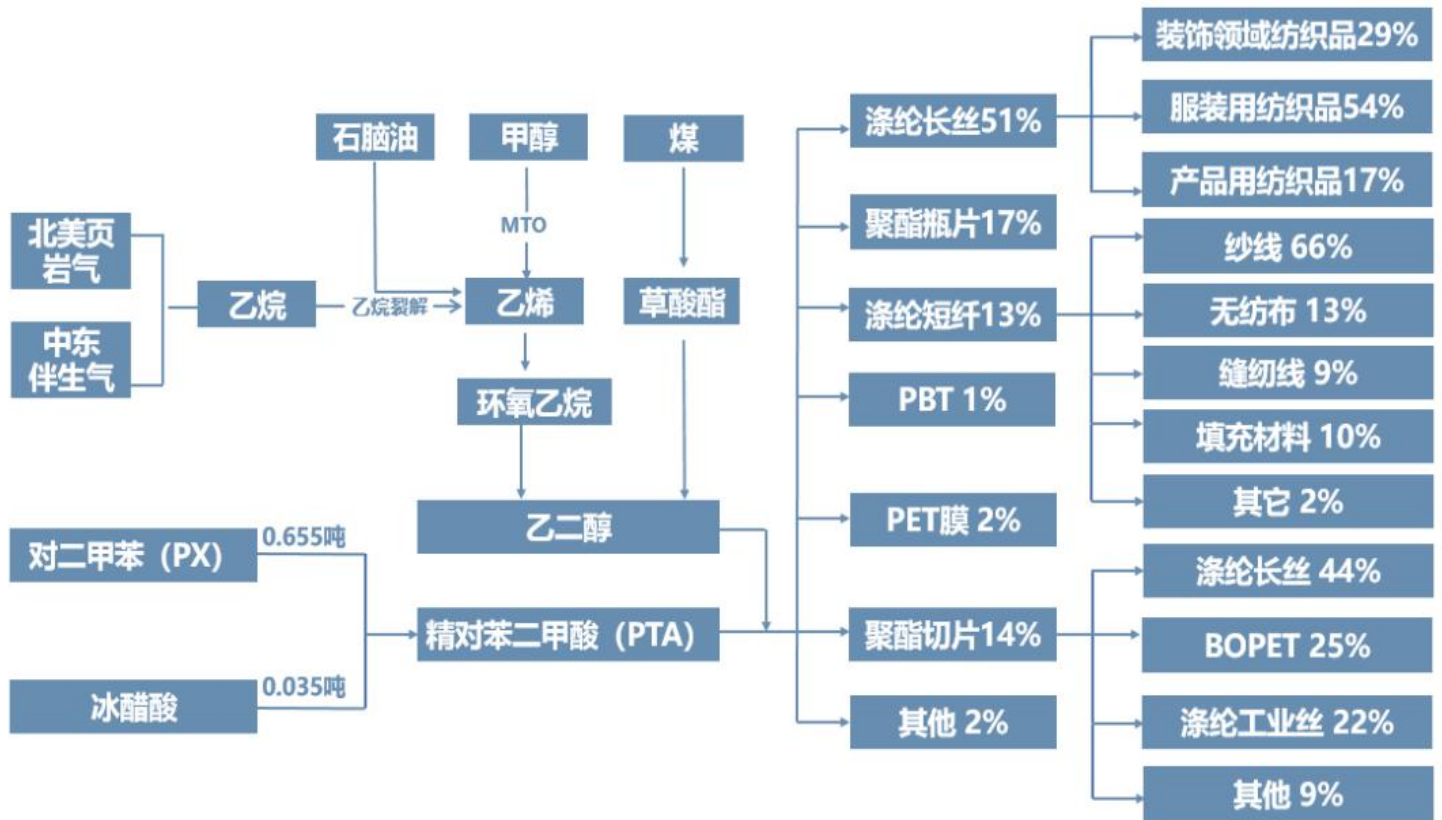 石脑油
甲醇
煤
MTO
北美页
岩气
中东
伴生气
乙烷
乙烷裂解
乙烯
草酸酯
环氧乙烷
乙二醇
对二甲苯（PX）
0.655吨
冰醋酸
0.035吨
精对苯二甲酸（PTA）
涤纶长丝51%
聚酯瓶片17%
涤纶短纤13%
PBT 1%
PET膜 2%
聚酯切片14%
其他 2%
装饰领域纺织品29%
服装用纺织品54%
产品用纺织品17%
纱线 66%
无纺布 13%
缝纫线 9%
填充材料 10%
其它 2%
涤纶长丝 44%
BOPET 25%
涤纶工业丝 22%
其他 9%